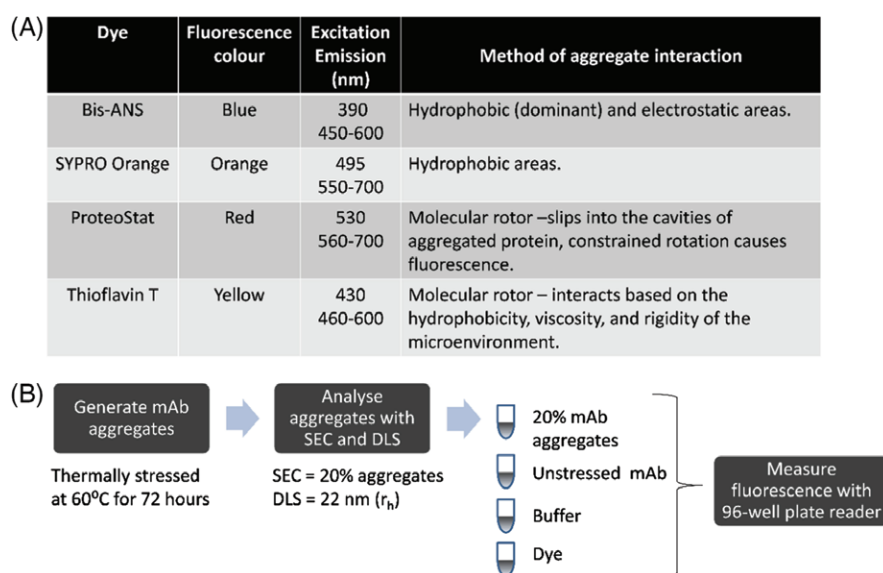 (A)
Dye
Fluorescence
colour
Excitation
Emission
(nm)
Method of aggregate interaction
Bis-ANS
Blue
390
450-600
Hydrophobic (dominant) and electrostatic areas.
SYPRO Orange
Orange
495
550-700
Hydrophobic areas.
ProteoStat
Red
530
560-700
Molecular rotor –slips into the cavities of
aggregated protein, constrained rotation causes
fluorescence.
Thioflavin T
Yellow
430
460-600
Molecular rotor – interacts based on the
hydrophobicity, viscosity, and rigidity of the
microenvironment.
(B)
Generate mAb
aggregates
Thermally stressed
at 60⁰C for 72 hours
Analyse
aggregates with
SEC and DLS
SEC = 20% aggregates
DLS = 22 nm (rₕ)
20% mAb
aggregates
Unstressed mAb
Buffer
Dye
Measure
fluorescence with
96-well plate reader